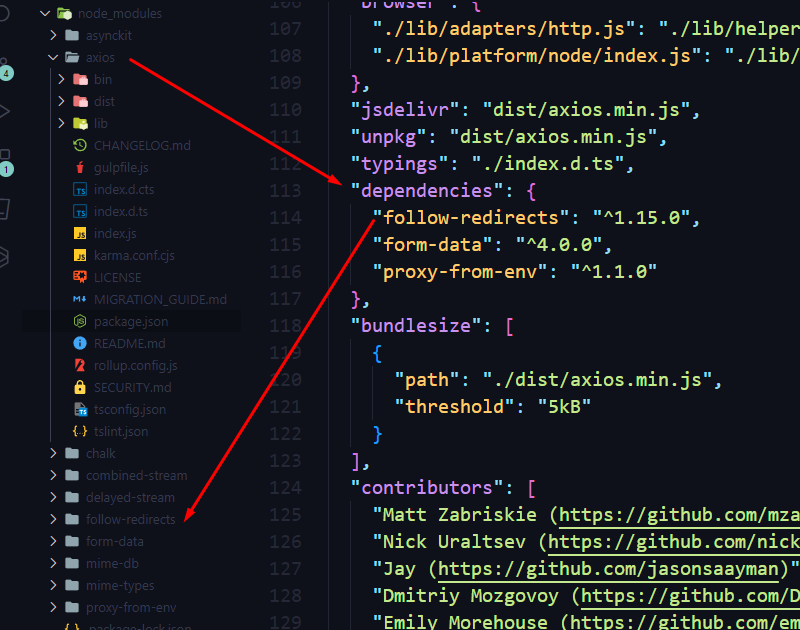 node_modules
asynckit
axios
bin
dist
lib
CHANGELOG.md
gulpfile.js
index.d.cts
index.d.ts
index.js
karma.conf.cjs
LICENSE
MIGRATION_GUIDE.md
package.json
README.md
rollup.config.js
SECURITY.md
tsconfig.json
tslint.json
chalk
combined-stream
delayed-stream
follow-redirects
form-data
mime-db
mime-types
proxy-from-env
package-lock.json
4
1
106 "browser": {
107 "./lib/adapters/http.js": "./lib/helper
108 "./lib/platform/node/index.js": "./lib/
109 },
110 "jsdelivr": "dist/axios.min.js",
111 "unpkg": "dist/axios.min.js",
112 "typings": "./index.d.ts",
113 "dependencies": {
114 "follow-redirects": "^1.15.0",
115 "form-data": "^4.0.0",
116 "proxy-from-env": "^1.1.0"
117 },
118 "bundlesize": [
119 {
120 "path": "./dist/axios.min.js",
121 "threshold": "5kB"
122 }
123 ],
124 "contributors": [
125 "Matt Zabriskie (https://github.com/mza
126 "Nick Uraltsev (https://github.com/nick
127 "Jay (https://github.com/jasonsaayman)"
128 "Dmitriy Mozgovoy (https://github.com/D
129 "Emily Morehouse (https://github.com/em